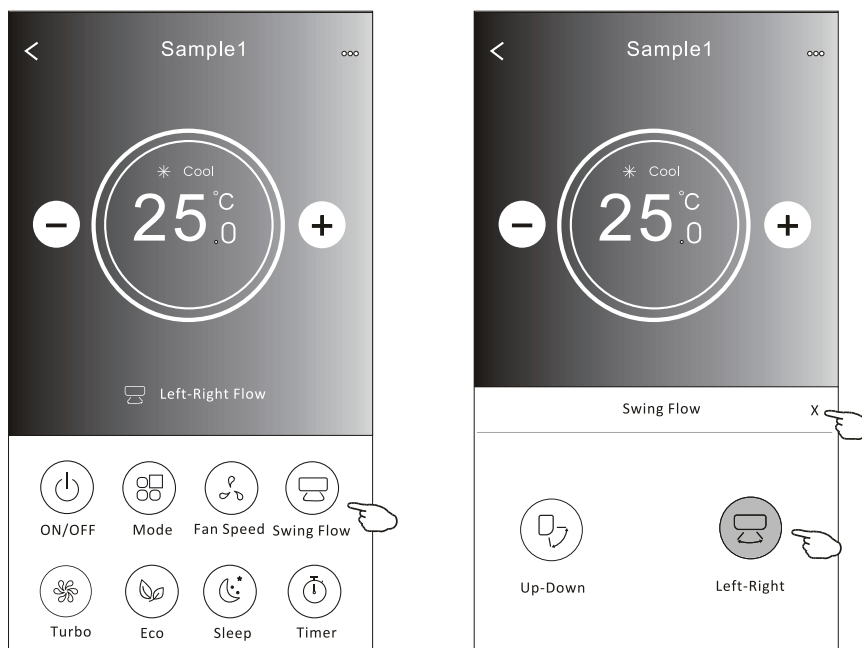 Sample1
Cool
25.0 °C
Left-Right Flow
ON/OFF Mode Fan Speed Swing Flow
Turbo Eco Sleep Timer
Sample1
Cool
25.0 °C
Swing Flow X
Up-Down Left-Right